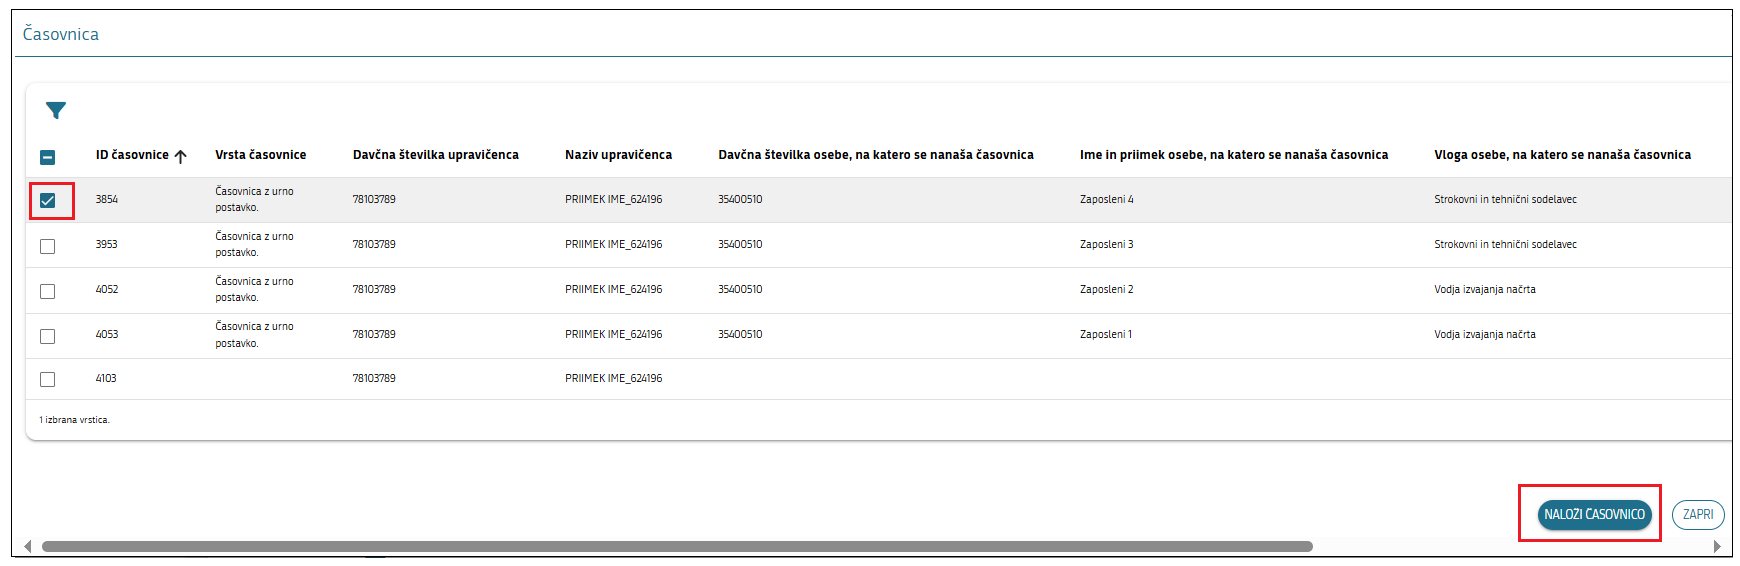 Časovnica
ID časovnice Vrsta časovnice Davčna številka upravičenca Naziv upravičenca Davčna številka osebe, na katero se nanaša časovnica Ime in priimek osebe, na katero se nanaša časovnica Vloga osebe, na katero se nanaša časovnica
3854 Časovnica z urno postavko. 78103789 PRIIMEK IME_624196 35400510 Zaposleni 4 Strokovni in tehnični sodelavec
3953 Časovnica z urno postavko. 78103789 PRIIMEK IME_624196 35400510 Zaposleni 3 Strokovni in tehnični sodelavec
4052 Časovnica z urno postavko. 78103789 PRIIMEK IME_624196 35400510 Zaposleni 2 Vodja izvajanja načrta
4053 Časovnica z urno postavko. 78103789 PRIIMEK IME_624196 35400510 Zaposleni 1 Vodja izvajanja načrta
4103 78103789 PRIIMEK IME_624196
1 izbrana vrstica.
NALOŽI ČASOVNICO ZAPRI